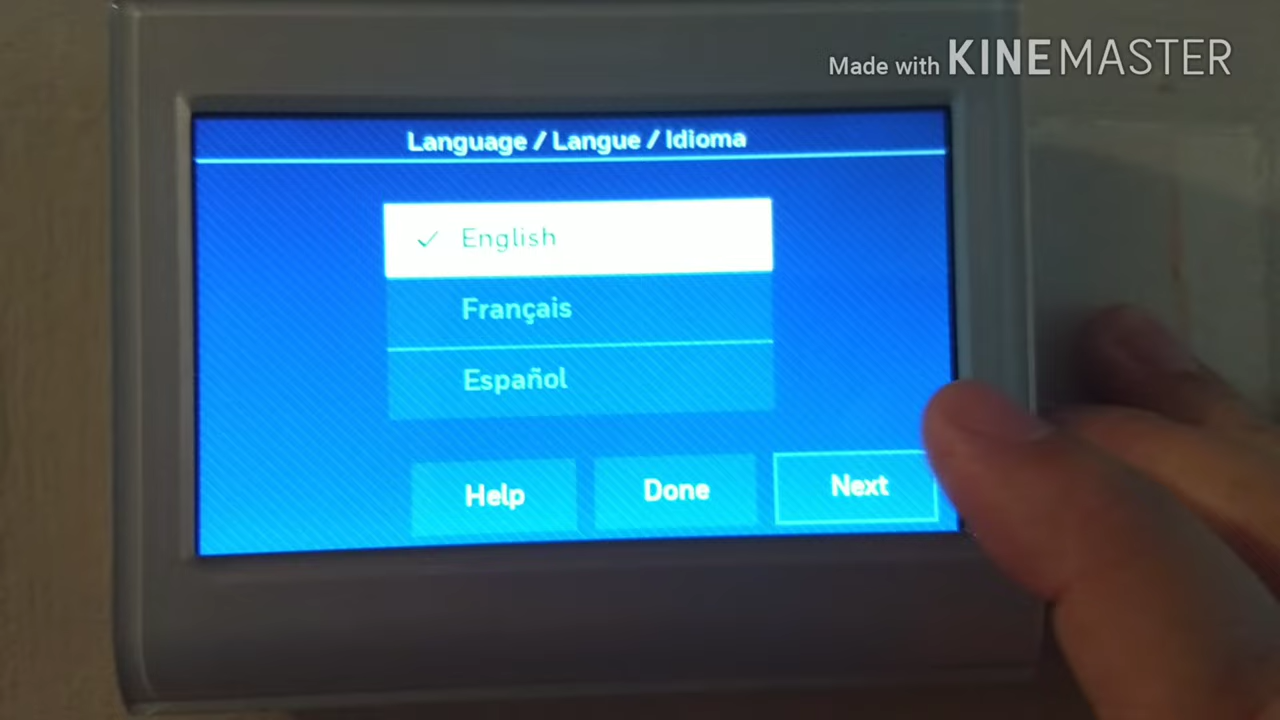 Made with KINEMASTER
Language / Langue / Idioma
English
Français
Español
Help Done Next